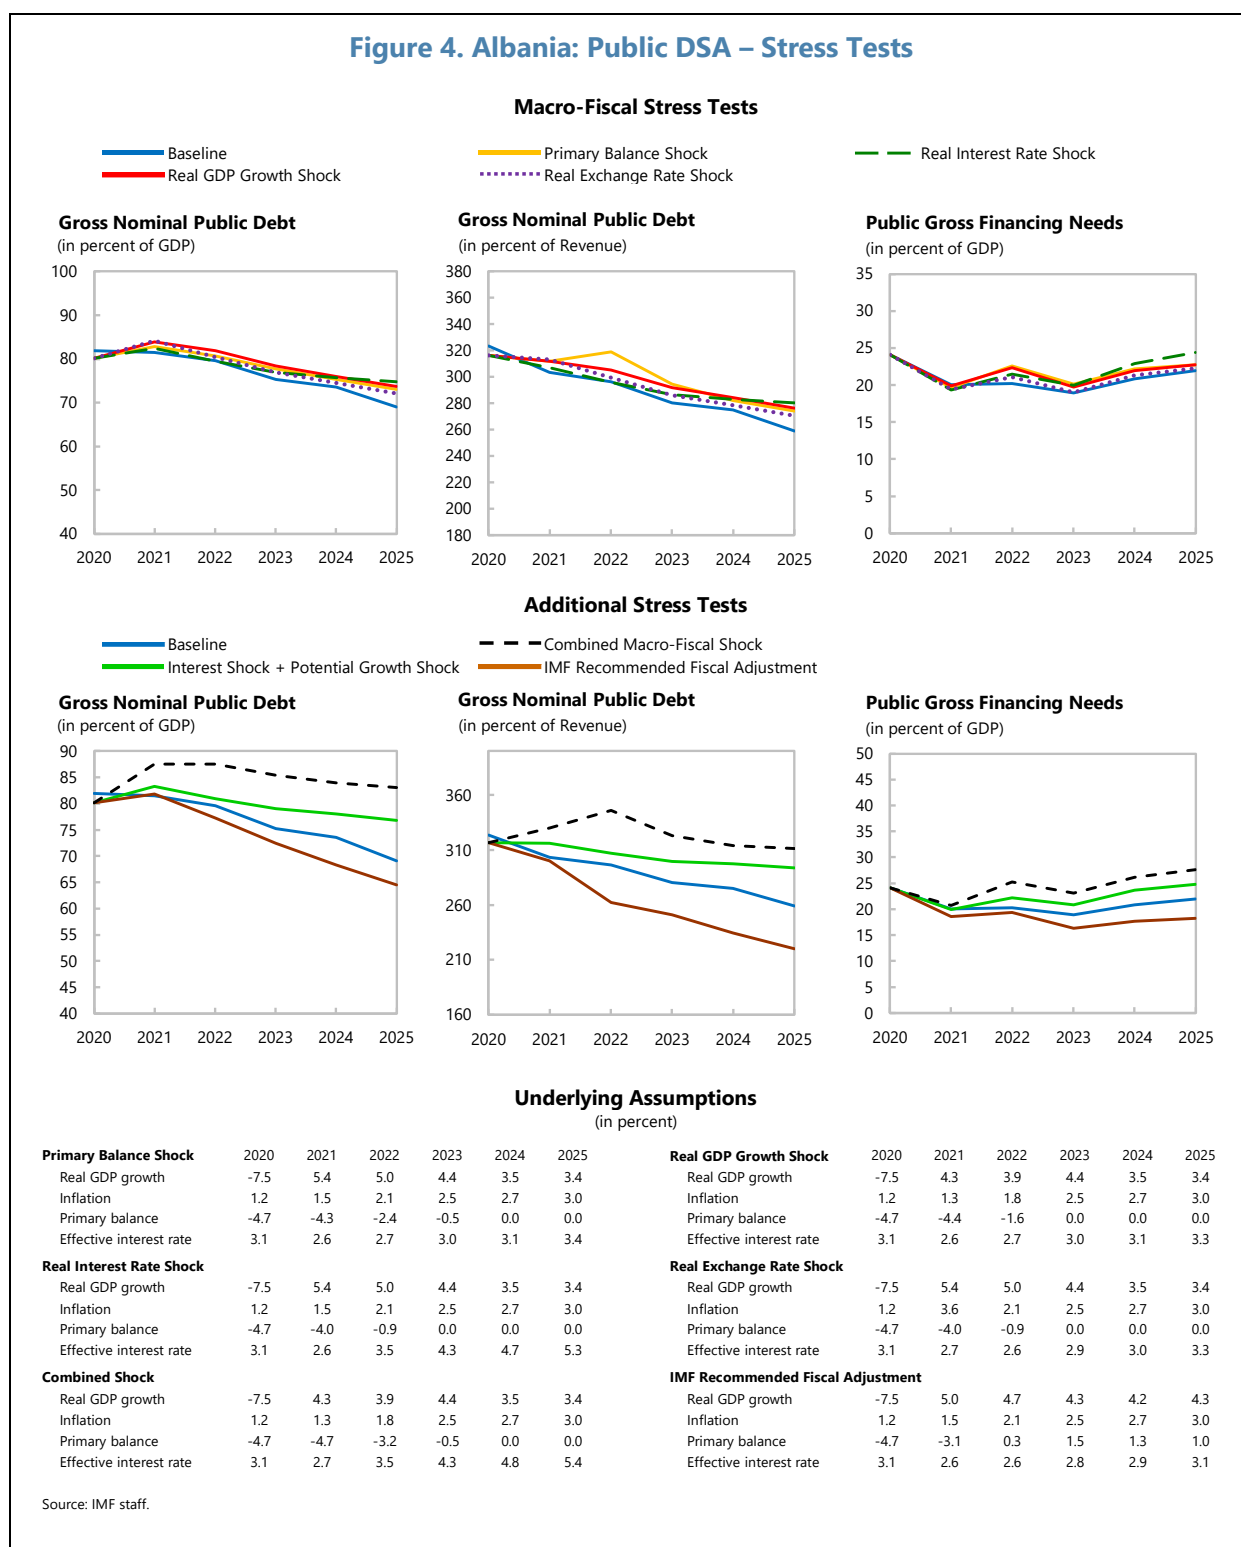 Figure 4. Albania: Public DSA – Stress Tests
Macro-Fiscal Stress Tests
Baseline
Primary Balance Shock
Real Interest Rate Shock
Real GDP Growth Shock
Real Exchange Rate Shock
Gross Nominal Public Debt
(in percent of GDP)
100
90
80
70
60
50
40
2020 2021 2022 2023 2024 2025
Gross Nominal Public Debt
(in percent of Revenue)
380
360
340
320
300
280
260
240
220
200
180
2020 2021 2022 2023 2024 2025
Public Gross Financing Needs
(in percent of GDP)
35
30
25
20
15
10
5
0
2020 2021 2022 2023 2024 2025
Additional Stress Tests
Baseline
Combined Macro-Fiscal Shock
Interest Shock + Potential Growth Shock
IMF Recommended Fiscal Adjustment
Gross Nominal Public Debt
(in percent of GDP)
90
85
80
75
70
65
60
55
50
45
40
2020 2021 2022 2023 2024 2025
Gross Nominal Public Debt
(in percent of Revenue)
360
310
260
210
160
2020 2021 2022 2023 2024 2025
Public Gross Financing Needs
(in percent of GDP)
50
45
40
35
30
25
20
15
10
5
0
2020 2021 2022 2023 2024 2025
Underlying Assumptions
(in percent)
Primary Balance Shock 2020 2021 2022 2023 2024 2025
Real GDP growth -7.5 5.4 5.0 4.4 3.5 3.4
Inflation 1.2 1.5 2.1 2.5 2.7 3.0
Primary balance -4.7 -4.3 -2.4 -0.5 0.0 0.0
Effective interest rate 3.1 2.6 2.7 3.0 3.1 3.4
Real Interest Rate Shock
Real GDP growth -7.5 5.4 5.0 4.4 3.5 3.4
Inflation 1.2 1.5 2.1 2.5 2.7 3.0
Primary balance -4.7 -4.0 -0.9 0.0 0.0 0.0
Effective interest rate 3.1 2.6 3.5 4.3 4.7 5.3
Combined Shock
Real GDP growth -7.5 4.3 3.9 4.4 3.5 3.4
Inflation 1.2 1.3 1.8 2.5 2.7 3.0
Primary balance -4.7 -4.7 -3.2 -0.5 0.0 0.0
Effective interest rate 3.1 2.7 3.5 4.3 4.8 5.4
Real GDP Growth Shock 2020 2021 2022 2023 2024 2025
Real GDP growth -7.5 4.3 3.9 4.4 3.5 3.4
Inflation 1.2 1.3 1.8 2.5 2.7 3.0
Primary balance -4.7 -4.4 -1.6 0.0 0.0 0.0
Effective interest rate 3.1 2.6 2.7 3.0 3.1 3.3
Real Exchange Rate Shock
Real GDP growth -7.5 5.4 5.0 4.4 3.5 3.4
Inflation 1.2 3.6 2.1 2.5 2.7 3.0
Primary balance -4.7 -4.0 -0.9 0.0 0.0 0.0
Effective interest rate 3.1 2.7 2.6 2.9 3.0 3.3
IMF Recommended Fiscal Adjustment
Real GDP growth -7.5 5.0 4.7 4.3 4.2 4.3
Inflation 1.2 1.5 2.1 2.5 2.7 3.0
Primary balance -4.7 -3.1 0.3 1.5 1.3 1.0
Effective interest rate 3.1 2.6 2.6 2.8 2.9 3.1
Source: IMF staff.